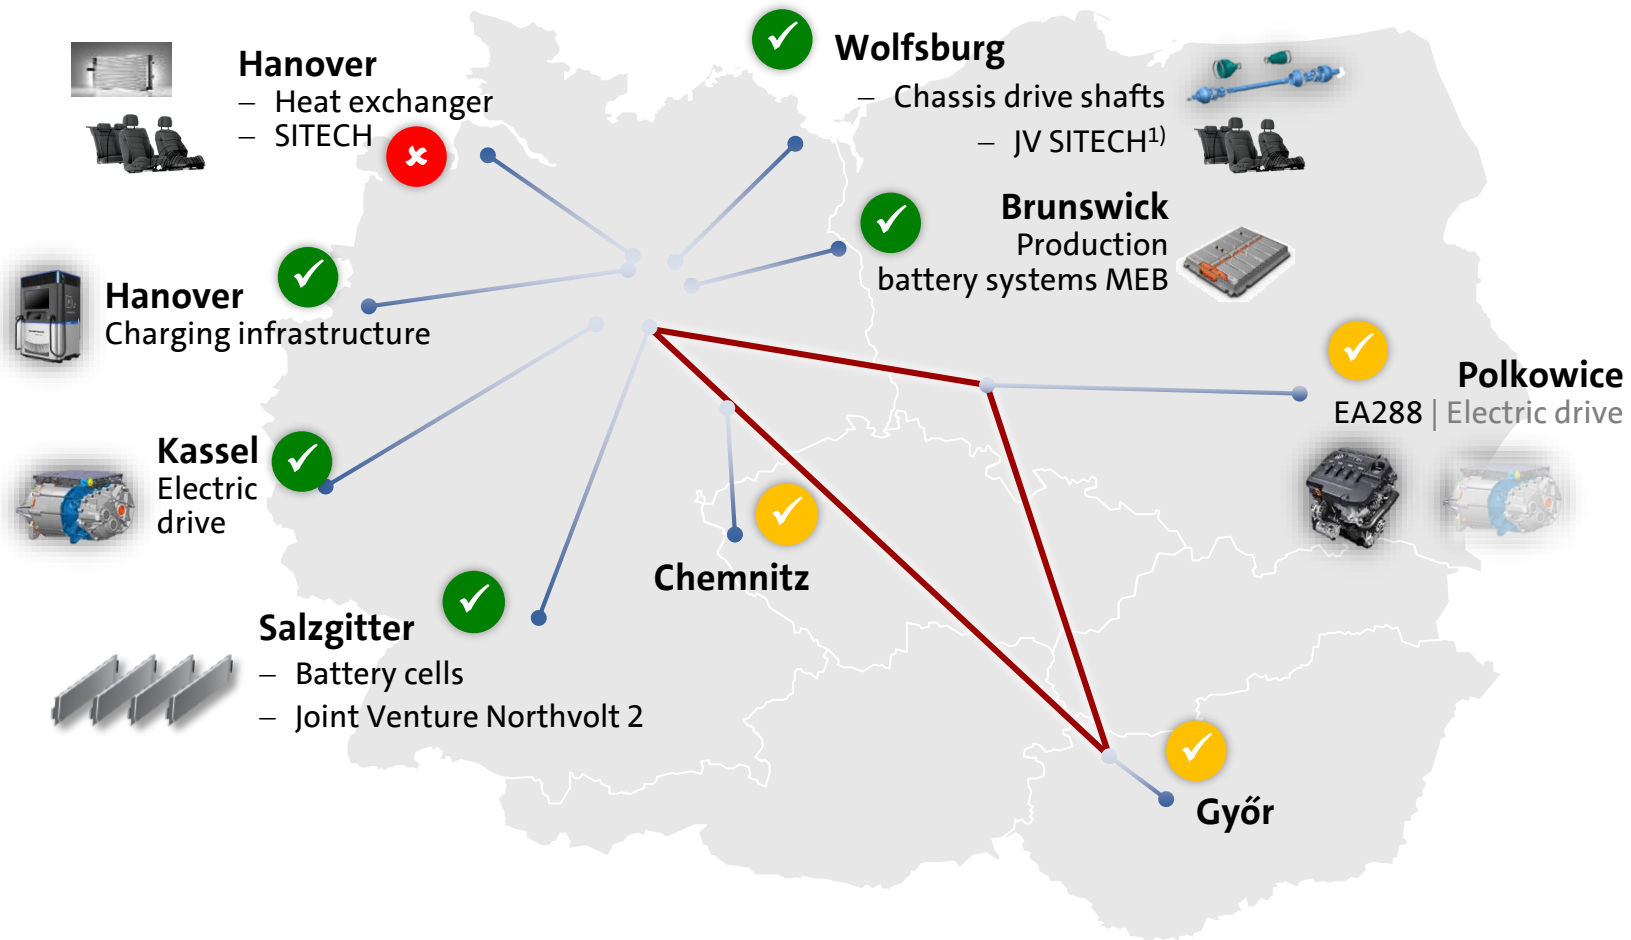 Hanover
– Heat exchanger
– SITECH
Wolfsburg
– Chassis drive shafts
– JV SITECH1)
Brunswick
Production
battery systems MEB
Hanover
Charging infrastructure
Polkowice
EA288 | Electric drive
Kassel
Electric
drive
Chemnitz
Salzgitter
– Battery cells
– Joint Venture Northvolt 2
Győr